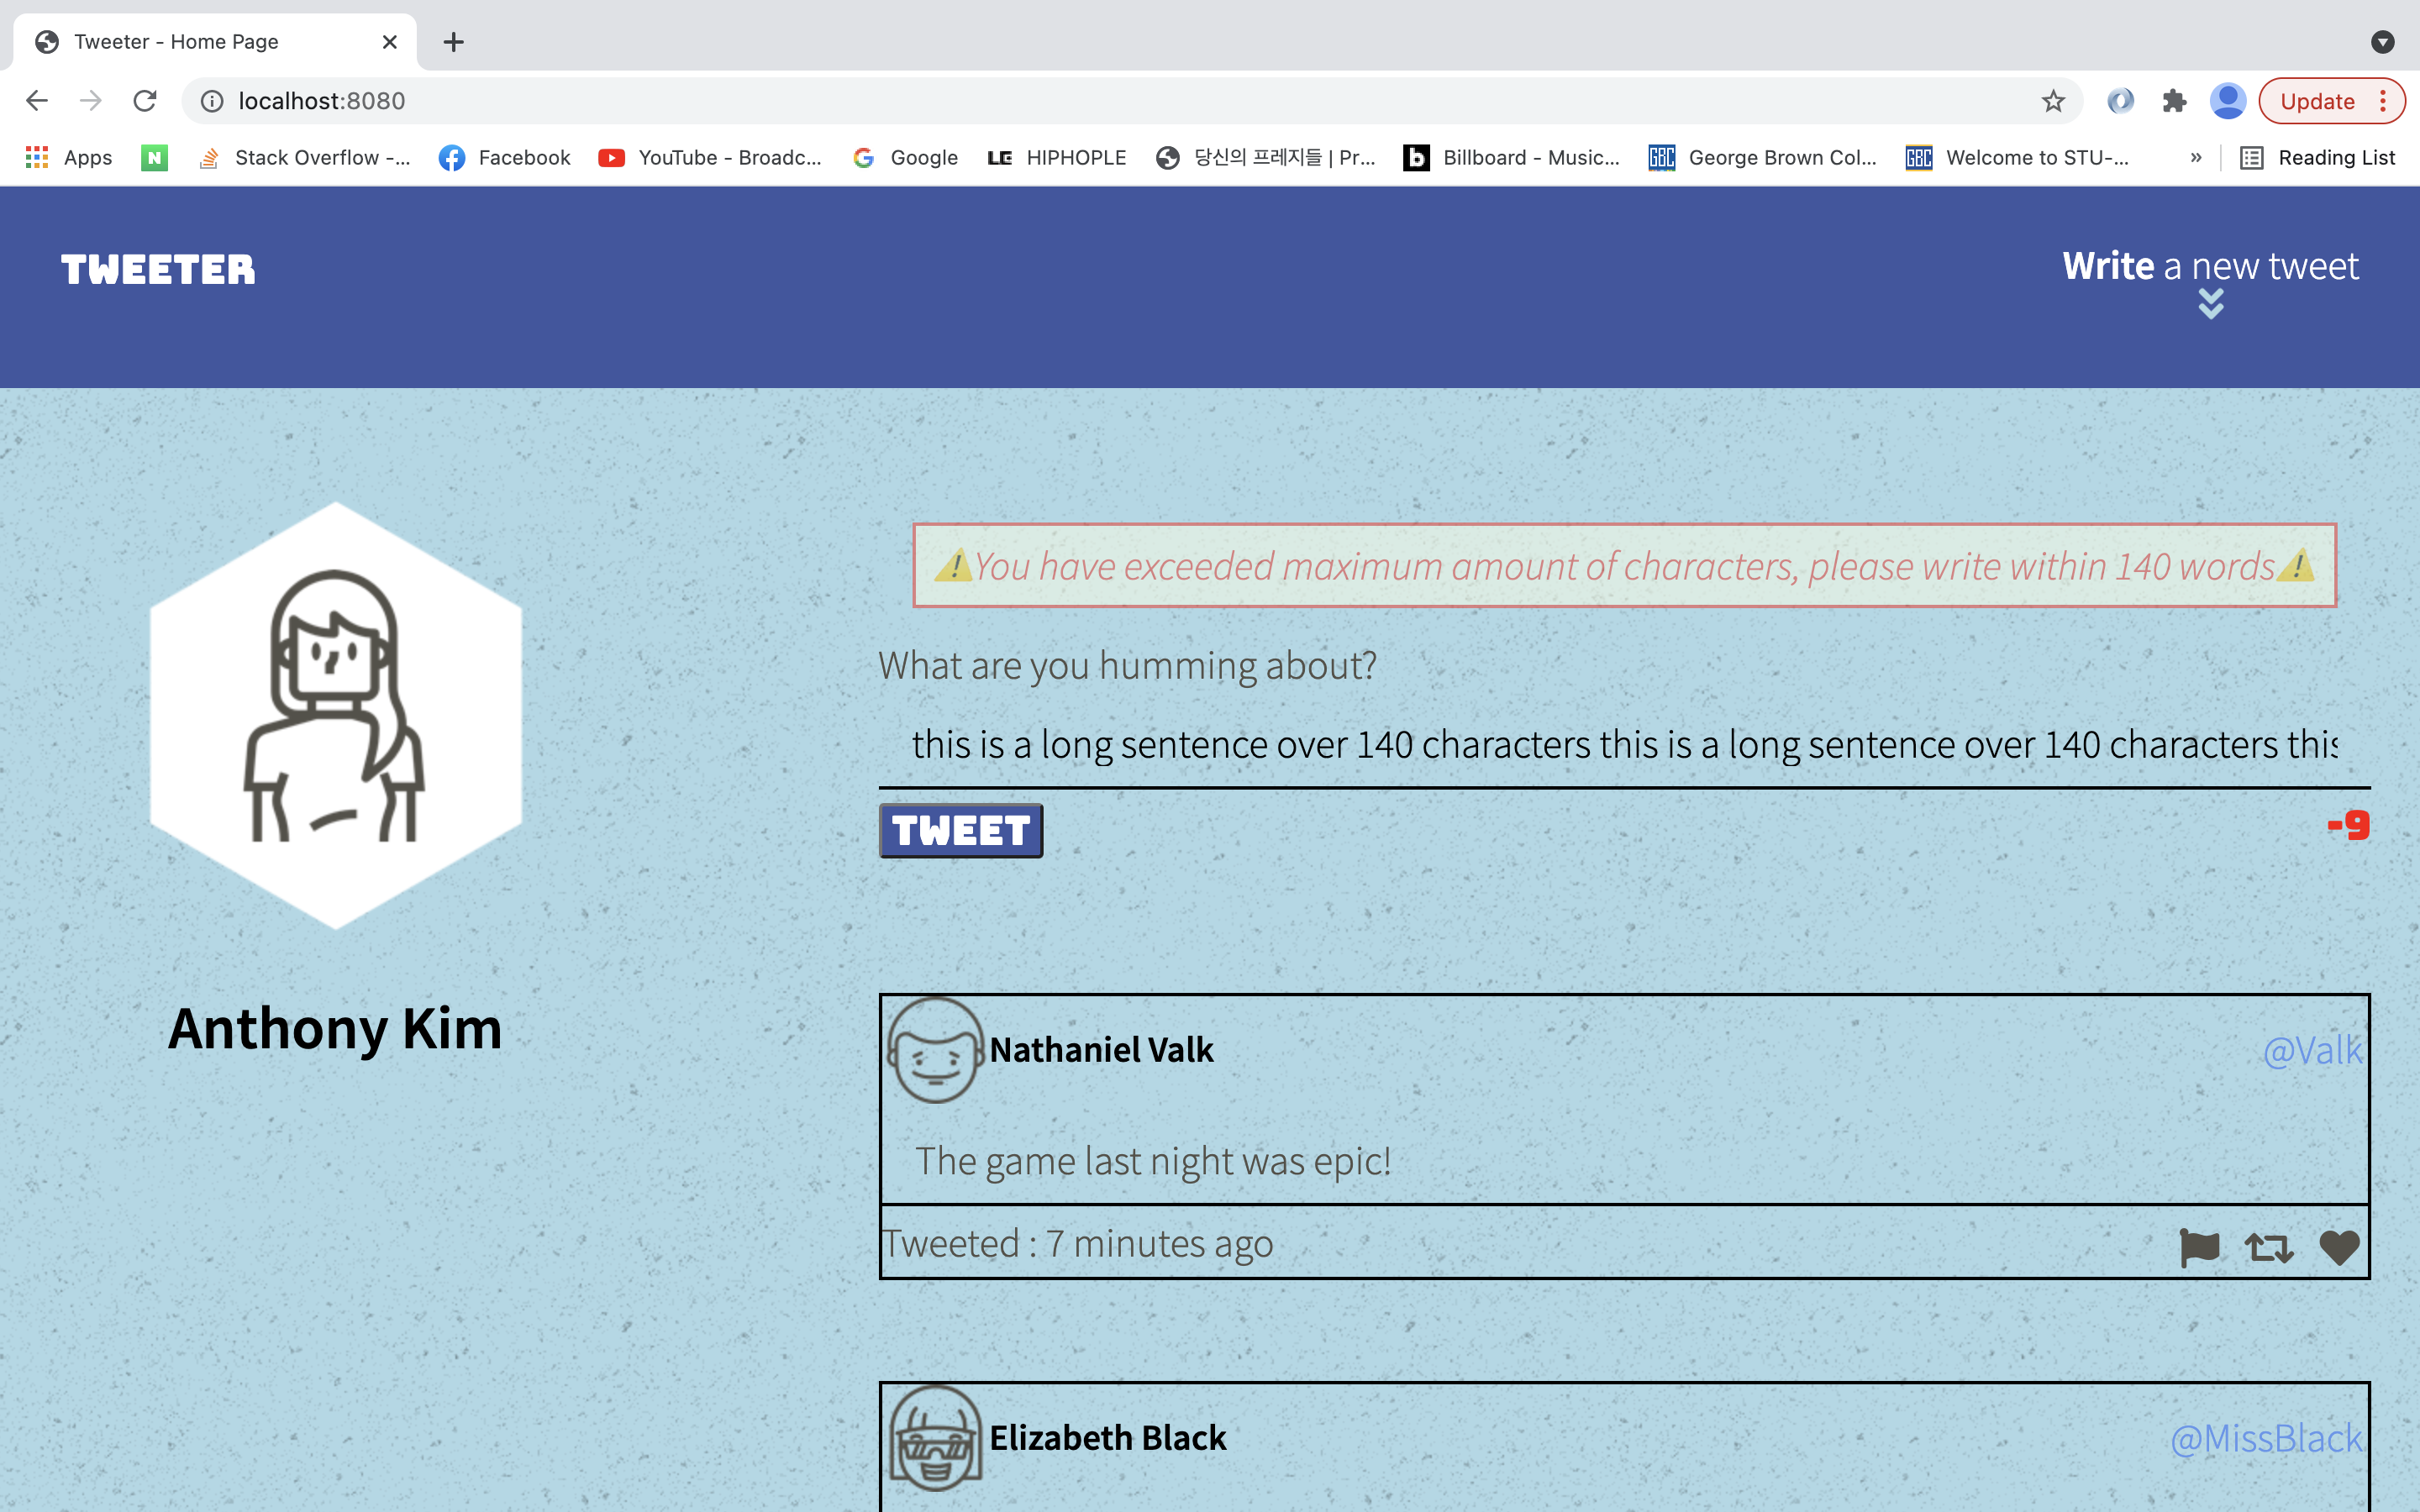 Tweeter - Home Page
localhost:8080
Update
Apps
N
Stack Overflow -...
Facebook
YouTube - Broadc...
Google
LE HIPHOPLE
당신의 프레지들 | Pr...
b Billboard - Music...
GBC George Brown Col...
GBC Welcome to STU-...
»
Reading List
TWEETER
Write a new tweet
⚠️You have exceeded maximum amount of characters, please write within 140 words⚠️
What are you humming about?
this is a long sentence over 140 characters this is a long sentence over 140 characters this
TWEET
-9
Anthony Kim
Nathaniel Valk
@Valk
The game last night was epic!
Tweeted : 7 minutes ago
Elizabeth Black
@MissBlack